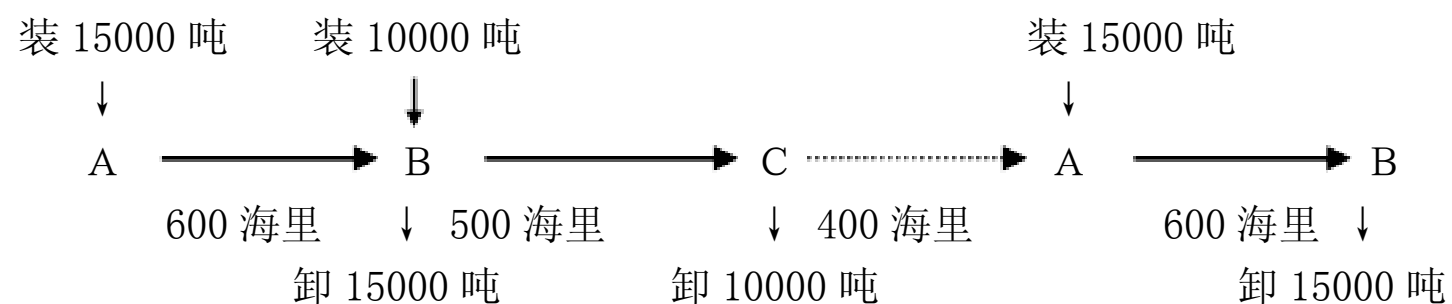 装 15000 吨 装 10000 吨 装 15000 吨
A B C A B
600 海里 500 海里 400 海里 600 海里
卸 15000 吨 卸 10000 吨 卸 15000 吨